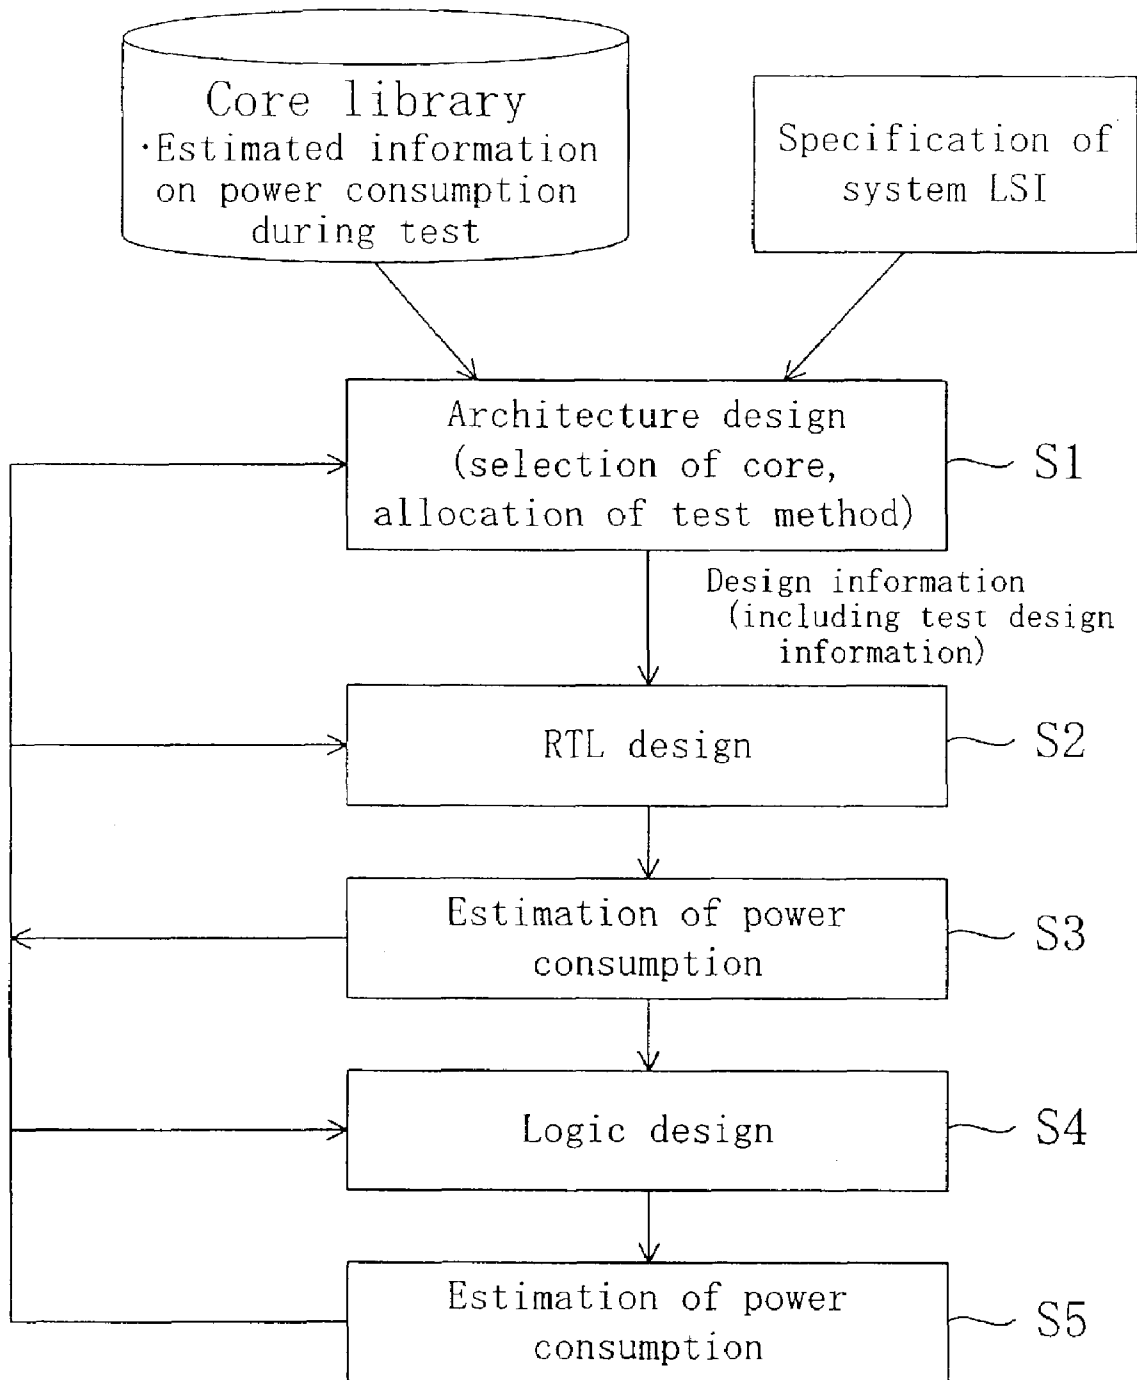 Core library
·Estimated information
on power consumption
during test
Specification of
system LSI
Architecture design
(selection of core,
allocation of test method)
S1
Design information
(including test design
information)
RTL design
S2
Estimation of power
consumption
S3
Logic design
S4
Estimation of power
consumption
S5